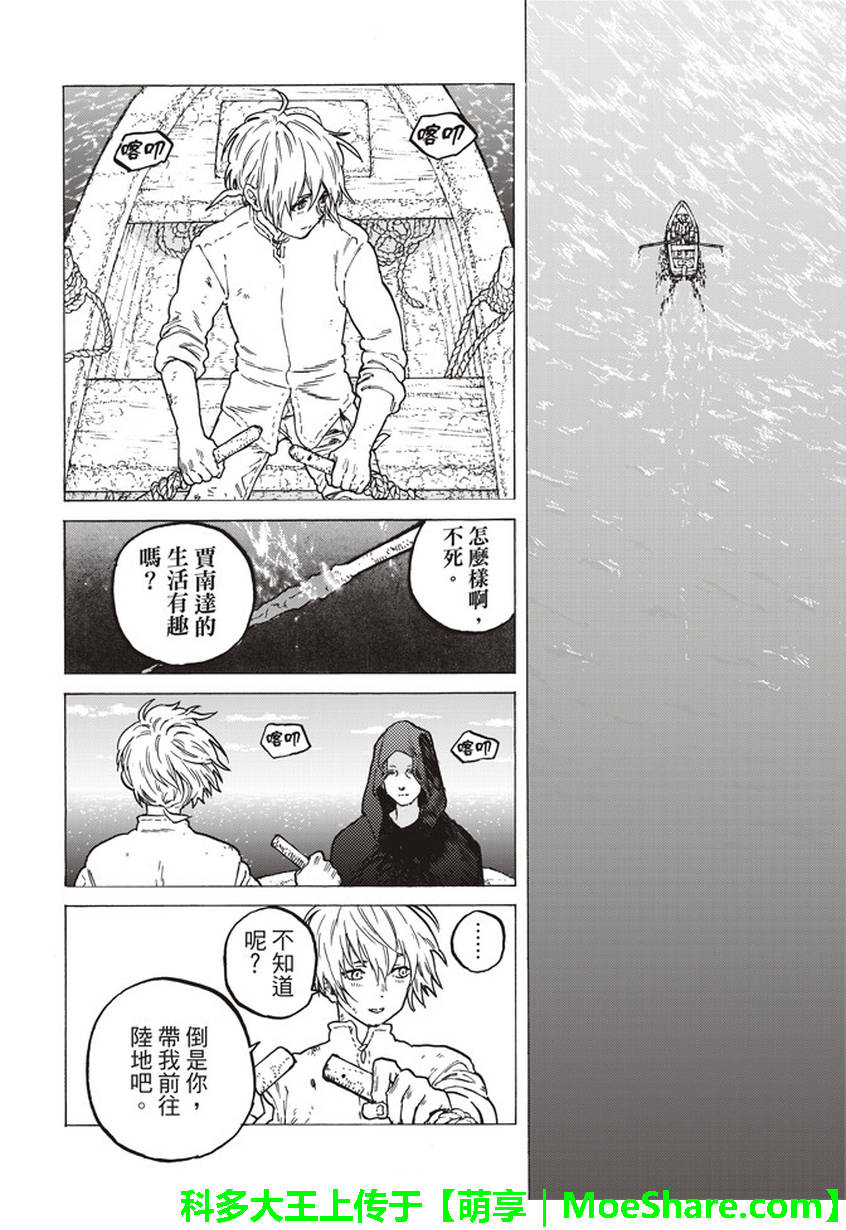 喀叩
喀叩
怎麼樣啊，
不死。
賈南達的
生活有趣
嗎？
喀叩
喀叩
……
不知道
呢？
倒是你，
帶我前往
陸地吧。
科多大王上传于【萌享｜MoeShare.com】